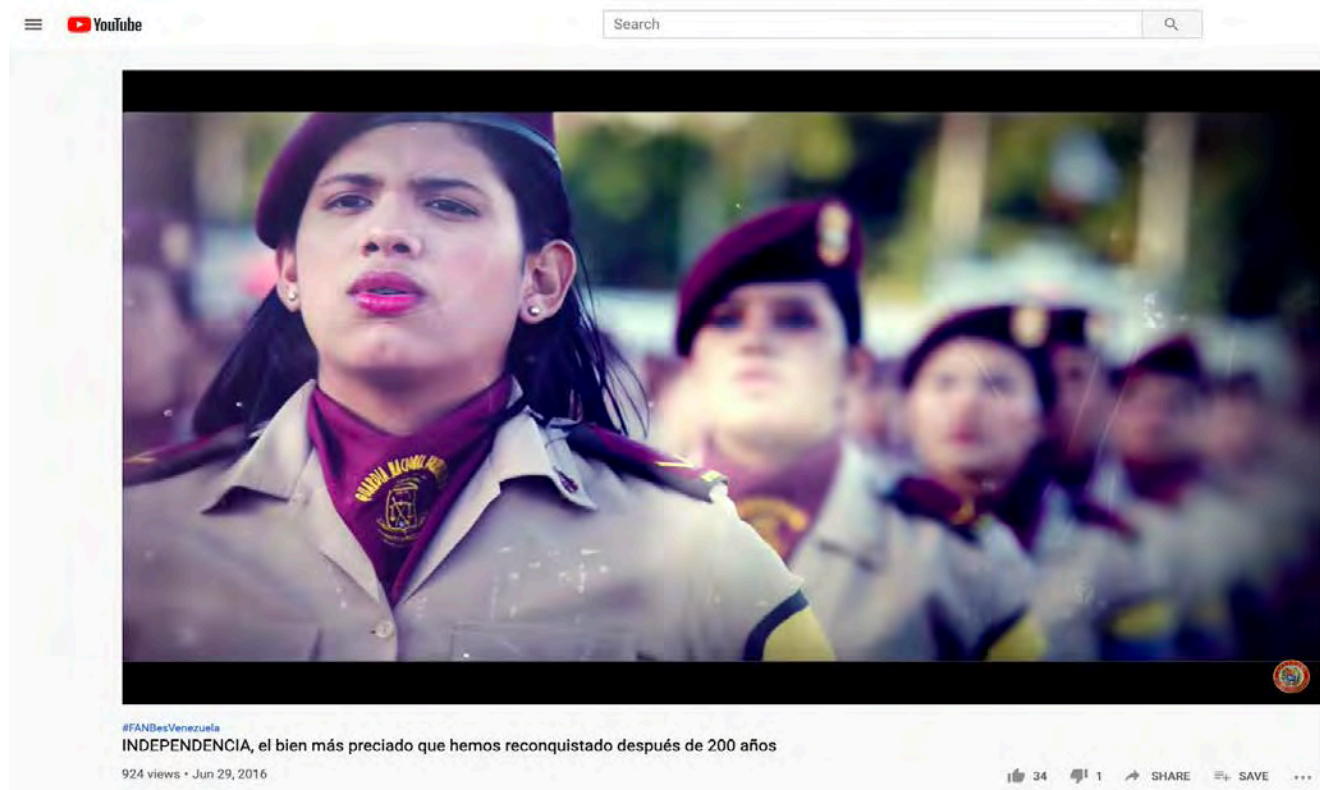 YouTube
Search
GUARDIA NACIONAL
#FANBesVenezuela
INDEPENDENCIA, el bien más preciado que hemos reconquistado después de 200 años
924 views • Jun 29, 2016
34
1
SHARE
SAVE